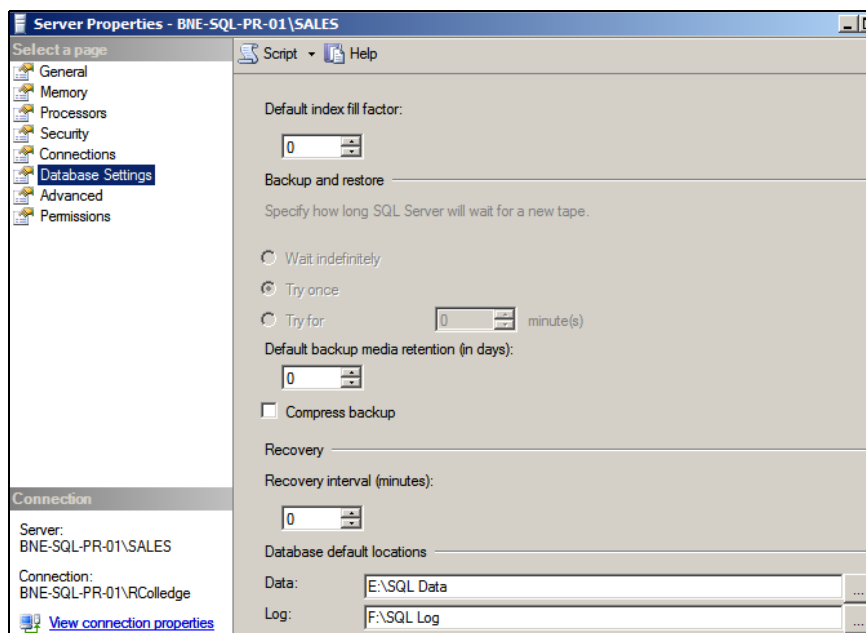 Server Properties - BNE-SQL-PR-01\SALES
Select a page
General
Memory
Processors
Security
Connections
Database Settings
Advanced
Permissions
Connection
Server:
BNE-SQL-PR-01\SALES
Connection:
BNE-SQL-PR-01\RColledge
View connection properties
Script Help
Default index fill factor:
0
Backup and restore
Specify how long SQL Server will wait for a new tape.
Wait indefinitely
Try once
Try for 0 minute(s)
Default backup media retention (in days):
0
Compress backup
Recovery
Recovery interval (minutes):
0
Database default locations
Data: E:\SQL Data ...
Log: F:\SQL Log ...